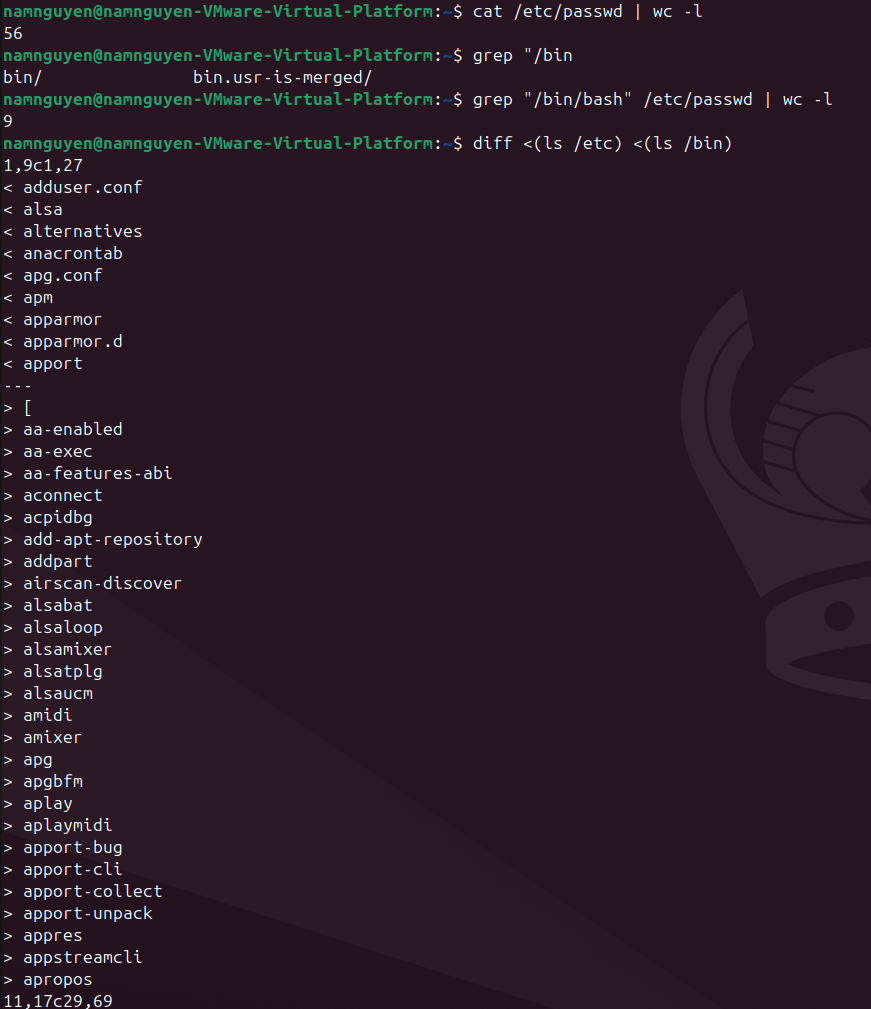 namnguyen@namnguyen-VMware-Virtual-Platform:~$ cat /etc/passwd | wc -l
56
namnguyen@namnguyen-VMware-Virtual-Platform:~$ grep "/bin
bin/               bin.usr-is-merged/
namnguyen@namnguyen-VMware-Virtual-Platform:~$ grep "/bin/bash" /etc/passwd | wc -l
9
namnguyen@namnguyen-VMware-Virtual-Platform:~$ diff <(ls /etc) <(ls /bin)
1,9c1,27
< adduser.conf
< alsa
< alternatives
< anacrontab
< apg.conf
< apm
< apparmor
< apparmor.d
< apport
---
> [
> aa-enabled
> aa-exec
> aa-features-abi
> aconnect
> acpidbg
> add-apt-repository
> addpart
> airscan-discover
> alsabat
> alsaloop
> alsamixer
> alsatplg
> alsaucm
> amidi
> amixer
> apg
> apgbfm
> aplay
> aplaymidi
> apport-bug
> apport-cli
> apport-collect
> apport-unpack
> appres
> appstreamcli
> apropos
11,17c29,69